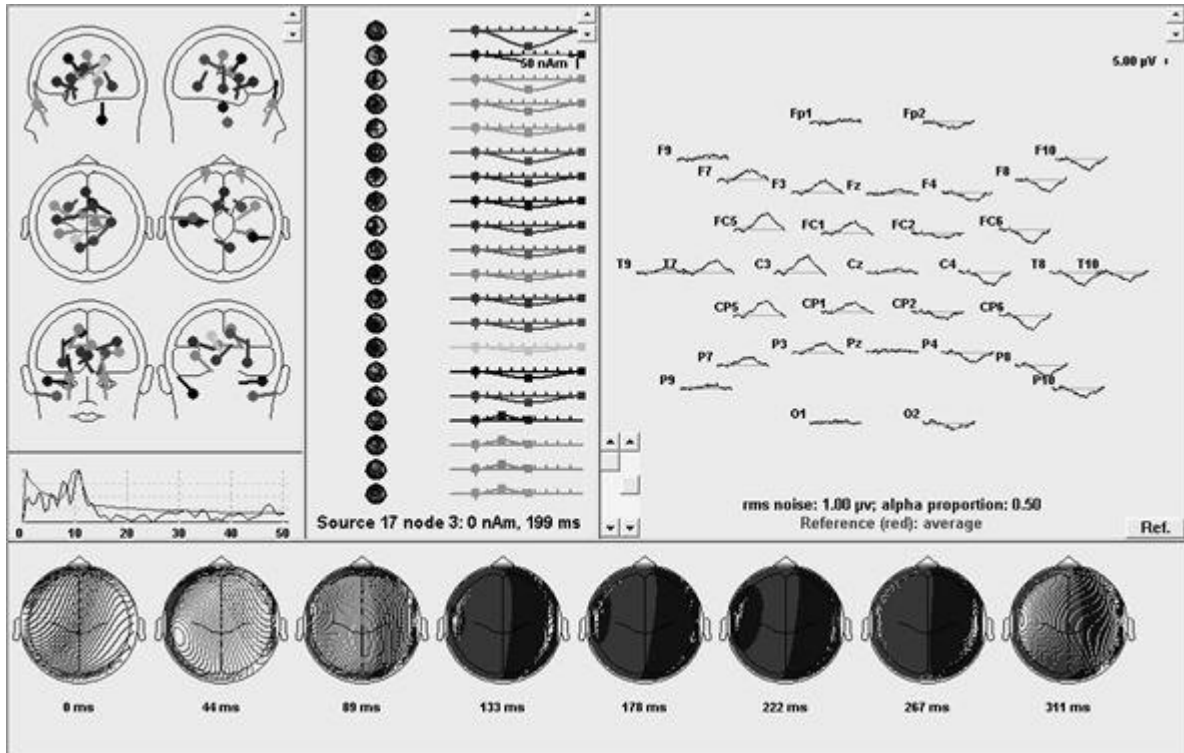 50 nAm
Source 17 node 3: 0 nAm, 199 ms
0 10 20 30 40 50
5.00 µV
Fp1 Fp2
F9 F10
F7 F3 Fz F4 F8
FC5 FC1 FC2 FC6
T9 T7 C3 Cz C4 T8 T10
CP5 CP1 CP2 CP6
P7 P3 Pz P4 P8
P9 P10
O1 O2
rms noise: 1.00 µv; alpha proportion: 0.50
Reference (red): average
Ref.
0 ms 44 ms 89 ms 133 ms 178 ms 222 ms 267 ms 311 ms